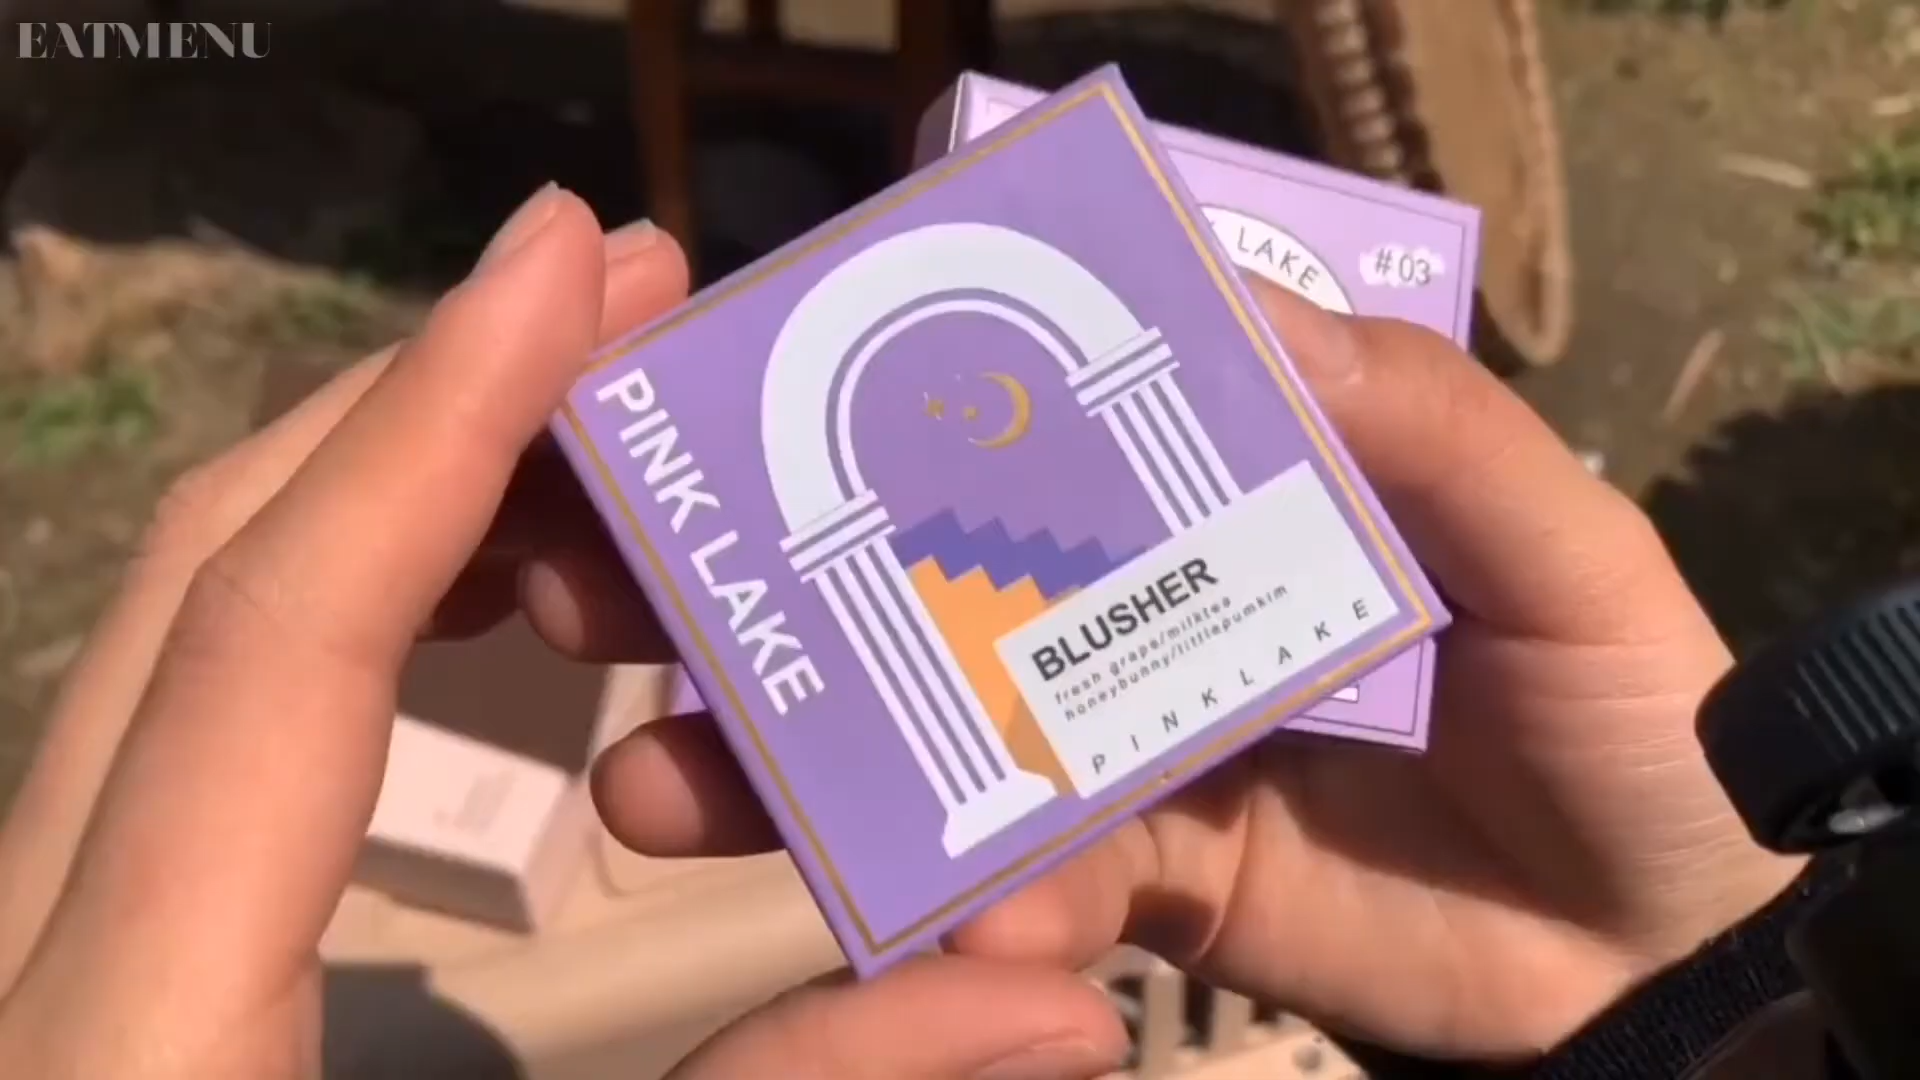 EATMENU
LAKE
#03
PINK LAKE
BLUSHER
fresh grape/milktea
honeybunny/littlepumkim
PINKLAKE